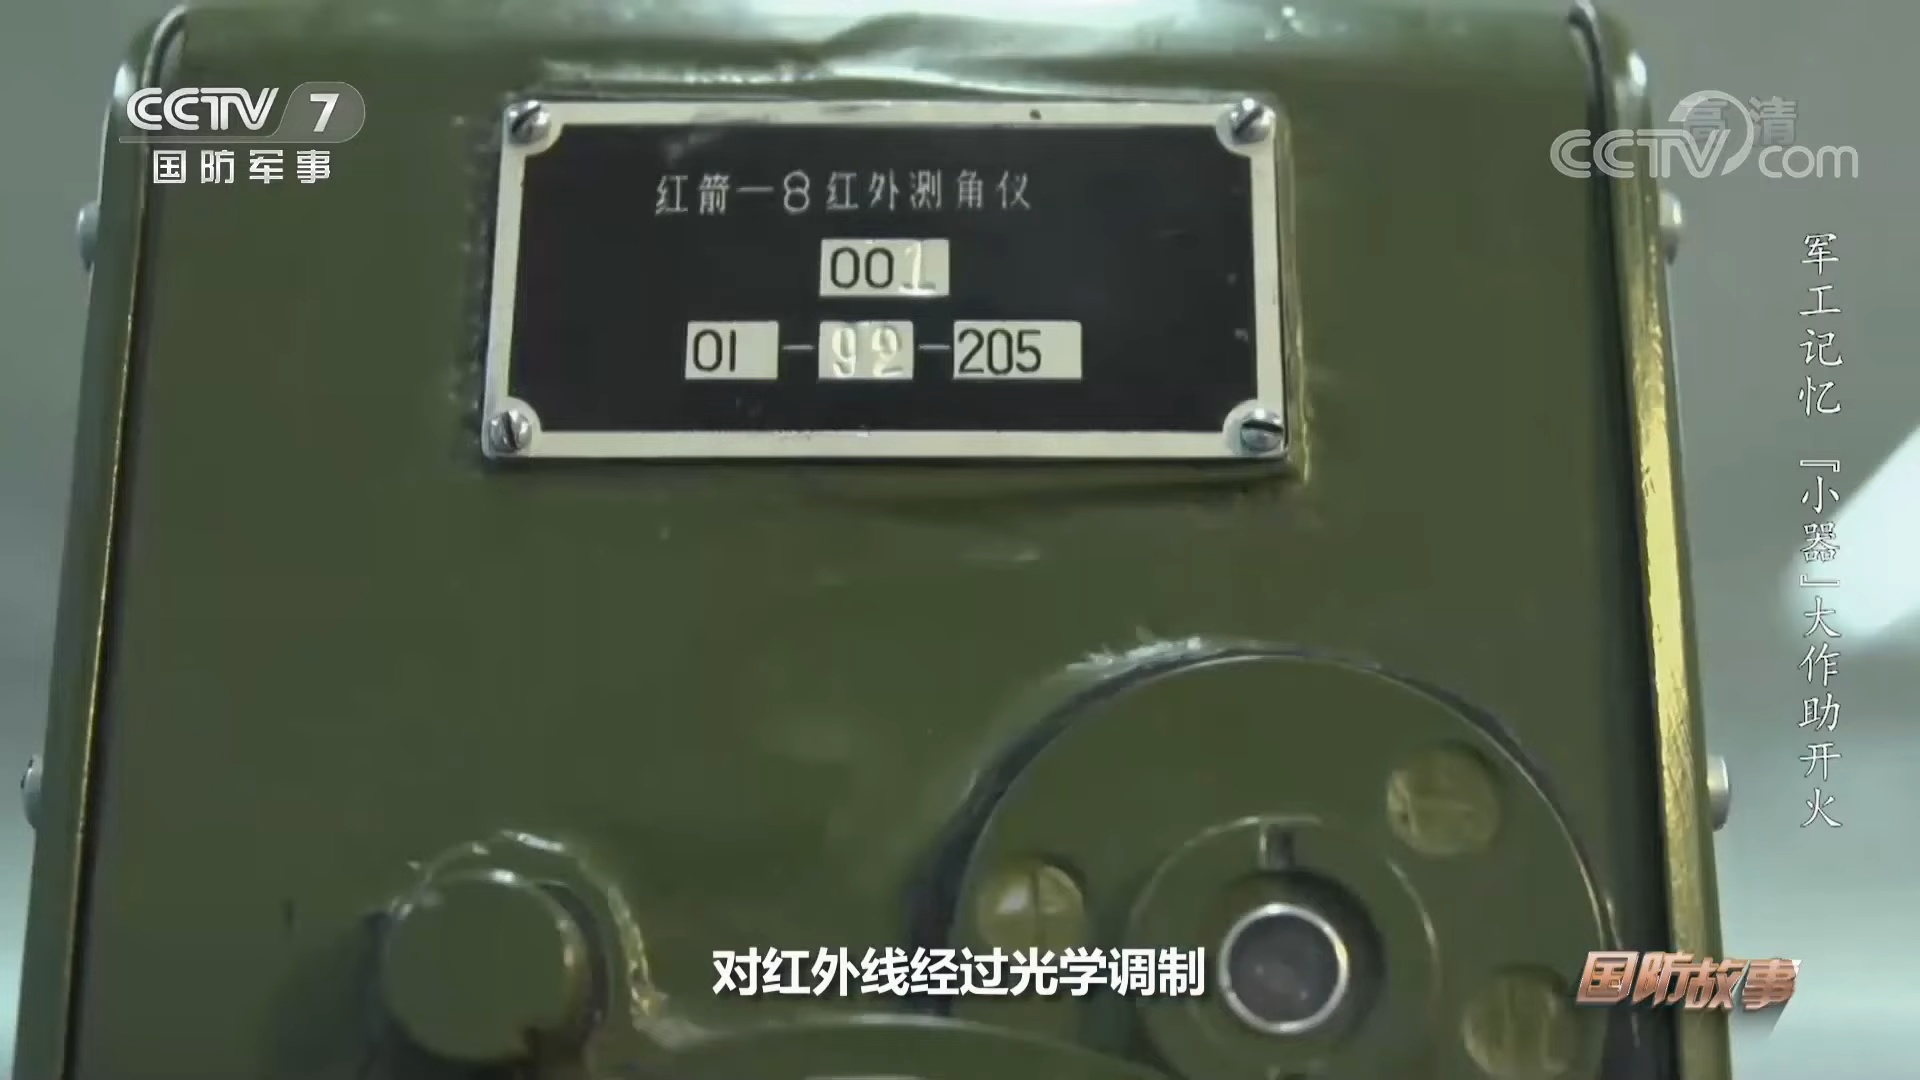 CCTV 7
国防军事
高清
CCTV.com
红箭-8红外测角仪
001
01-92-205
军工记忆『小器』大作助开火
对红外线经过光学调制
国防故事